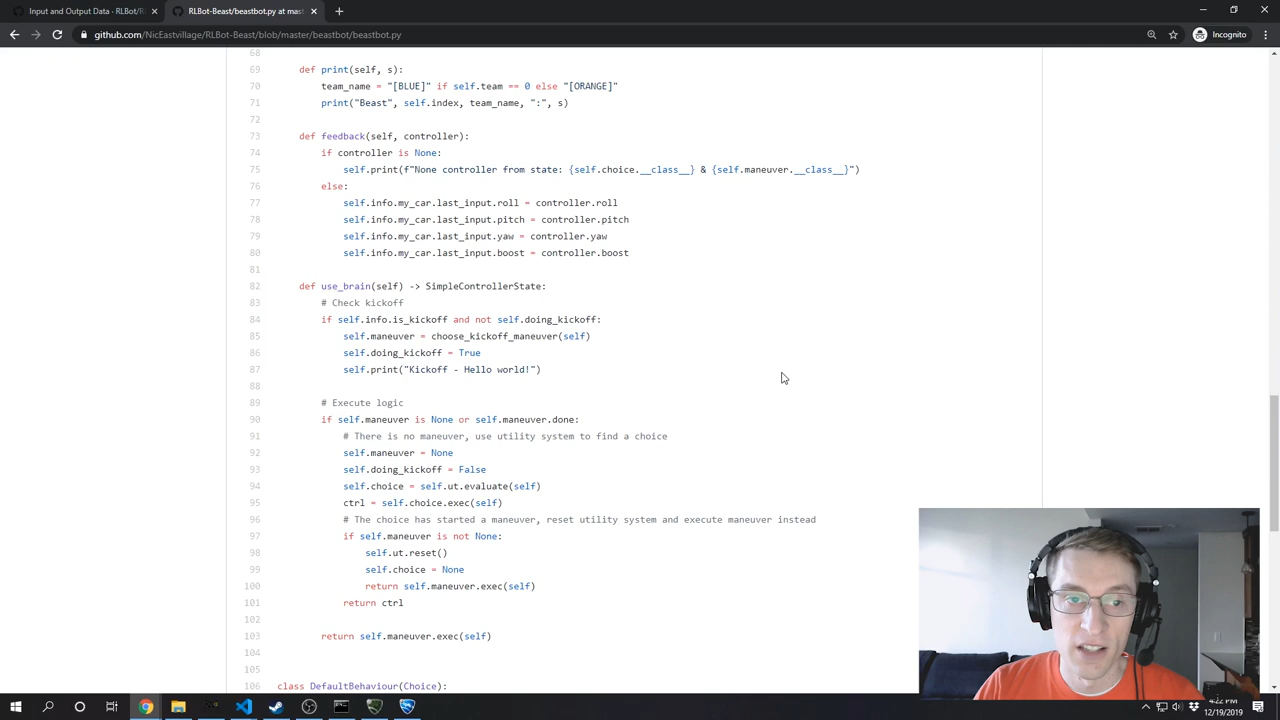 Input and Output Data - RLBot/R
RLBot-Beast/beastbot.py at mast
github.com/NicEastville/RLBot-Beast/blob/master/beastbot/beastbot.py
Incognito
68
69 def print(self, s):
70 team_name = "[BLUE]" if self.team == 0 else "[ORANGE]"
71 print("Beast", self.index, team_name, ":", s)
72
73 def feedback(self, controller):
74 if controller is None:
75 self.print(f"None controller from state: {self.choice.__class__} & {self.maneuver.__class__}")
76 else:
77 self.info.my_car.last_input.roll = controller.roll
78 self.info.my_car.last_input.pitch = controller.pitch
79 self.info.my_car.last_input.yaw = controller.yaw
80 self.info.my_car.last_input.boost = controller.boost
81
82 def use_brain(self) -> SimpleControllerState:
83 # Check kickoff
84 if self.info.is_kickoff and not self.doing_kickoff:
85 self.maneuver = choose_kickoff_maneuver(self)
86 self.doing_kickoff = True
87 self.print("Kickoff - Hello world!")
88
89 # Execute logic
90 if self.maneuver is None or self.maneuver.done:
91 # There is no maneuver, use utility system to find a choice
92 self.maneuver = None
93 self.doing_kickoff = False
94 self.choice = self.ut.evaluate(self)
95 ctrl = self.choice.exec(self)
96 # The choice has started a maneuver, reset utility system and execute maneuver instead
97 if self.maneuver is not None:
98 self.ut.reset()
99 self.choice = None
100 return self.maneuver.exec(self)
101 return ctrl
102
103 return self.maneuver.exec(self)
104
105
106 class DefaultBehaviour(Choice):
4:22 PM
12/19/2019